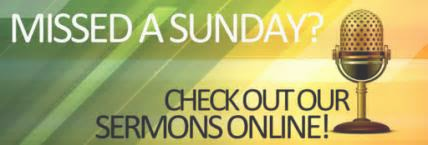 MISSED A SUNDAY?
CHECK OUT OUR
SERMONS ONLINE!